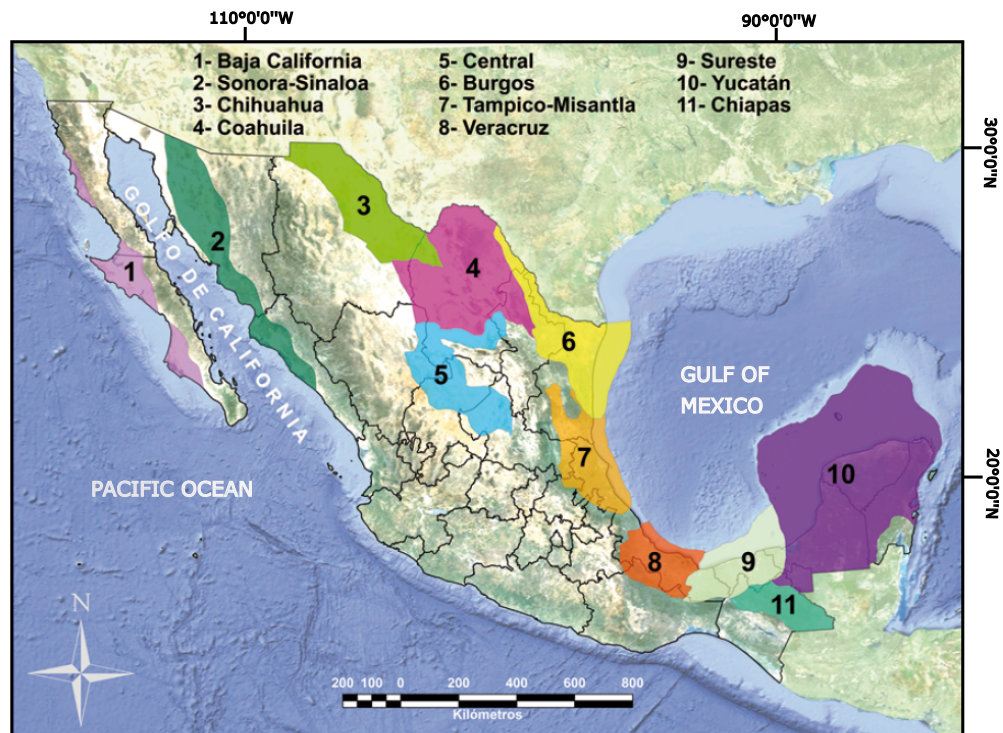 110°0'0"W
90°0'0"W
1- Baja California
2- Sonora-Sinaloa
3- Chihuahua
4- Coahuila
5- Central
6- Burgos
7- Tampico-Misantla
8- Veracruz
9- Sureste
10- Yucatán
11- Chiapas
30°0'0"N
20°0'0"N
GOLFO DE CALIFORNIA
GULF OF
MEXICO
PACIFIC OCEAN
1
2
3
4
5
6
7
8
9
10
11
N
200 100 0 200 400 600 800
Kilómetros